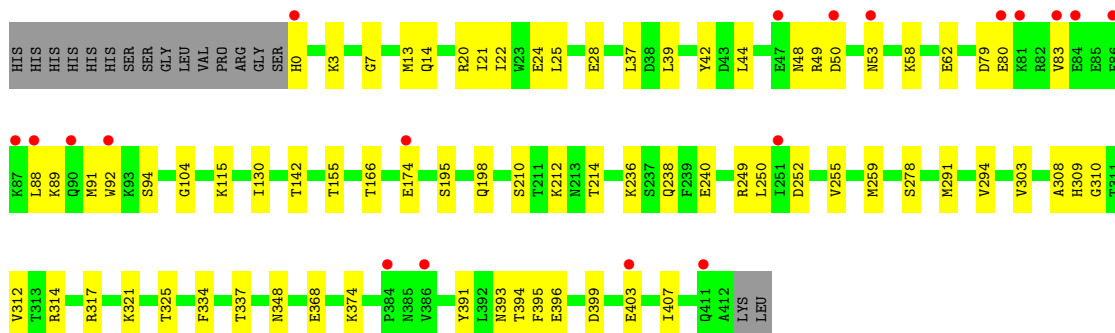 HIS HIS HIS HIS HIS HIS SER SER GLY LEU VAL PRO ARG GLY SER H0 K3 G7 M13 Q14 R20 I21 I22 W23 E24 L25 E28 L37 D38 L39 Y42 D43 L44 E47 N48 R49 D50 N53 K58 E62 D79 E80 K81 R82 V83 E84 E85 E86
K87 L88 K89 Q90 M91 W92 K93 S94 G104 K115 I130 T142 T155 T166 E174 S195 Q198 S210 T211 K212 N213 T214 K236 S237 Q238 F239 E240 R249 L250 I251 D252 V255 M259 S278 M291 V294 V303 A308 H309 G310 T311
V312 T313 R314 R317 K321 T325 F334 T337 N348 E368 K374 P384 N385 V386 Y391 L392 N393 T394 F395 E396 D399 E403 I407 Q411 A412 LYS LEU